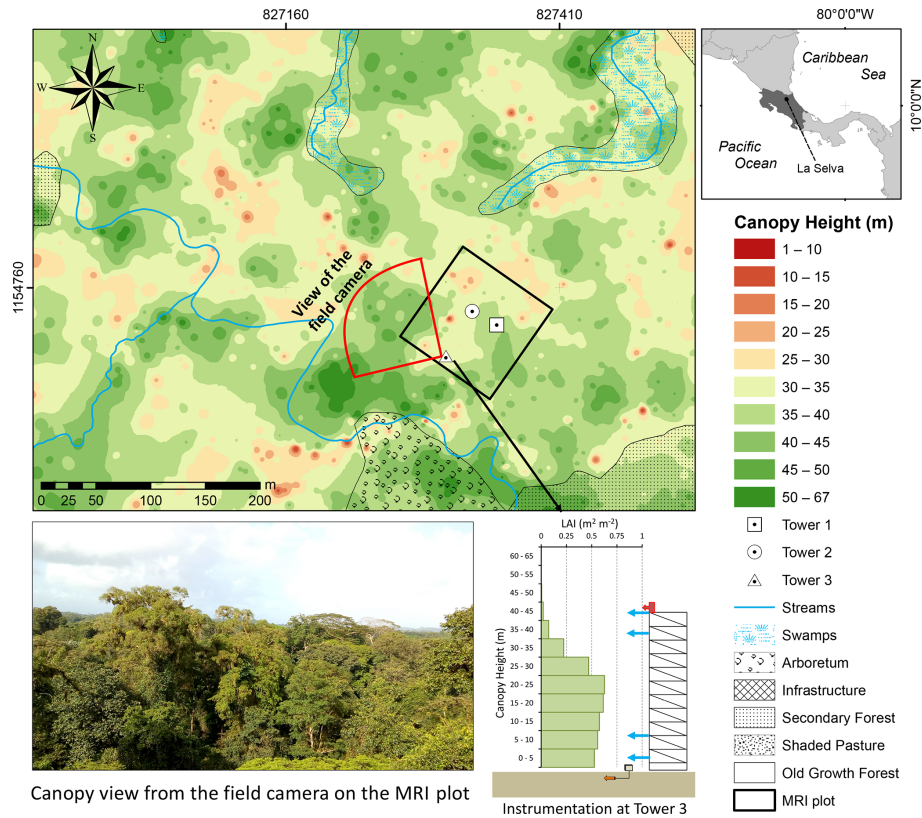 827160
827410
80°0'0"W
1154760
10°0'0"N
N
W
E
S
View of the
field camera
0
25
50
100
150
200
m
Caribbean
Sea
Pacific
Ocean
La Selva
Canopy Height (m)
1 – 10
10 – 15
15 – 20
20 – 25
25 – 30
30 – 35
35 – 40
40 – 45
45 – 50
50 – 67
Tower 1
Tower 2
Tower 3
Streams
Swamps
Arboretum
Infrastructure
Secondary Forest
Shaded Pasture
Old Growth Forest
MRI plot
Canopy view from the field camera on the MRI plot
LAI (m² m⁻²)
0
0.25
0.5
0.75
1
Canopy Height (m)
60 - 65
50 - 55
45 - 50
40 - 45
35 - 40
30 - 35
25 - 30
20 - 25
15 - 20
10 - 15
5 - 10
0 - 5
Instrumentation at Tower 3